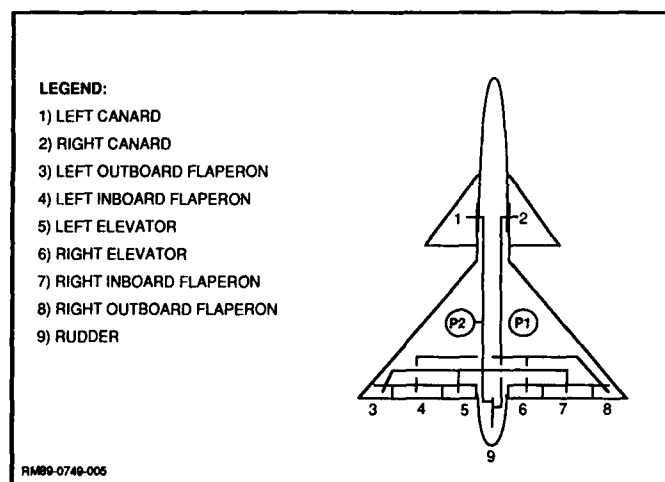 LEGEND:
1) LEFT CANARD
2) RIGHT CANARD
3) LEFT OUTBOARD FLAPERON
4) LEFT INBOARD FLAPERON
5) LEFT ELEVATOR
6) RIGHT ELEVATOR
7) RIGHT INBOARD FLAPERON
8) RIGHT OUTBOARD FLAPERON
9) RUDDER
1 2
P2 P1
3 4 5 6 7 8
9
RM89-0749-005